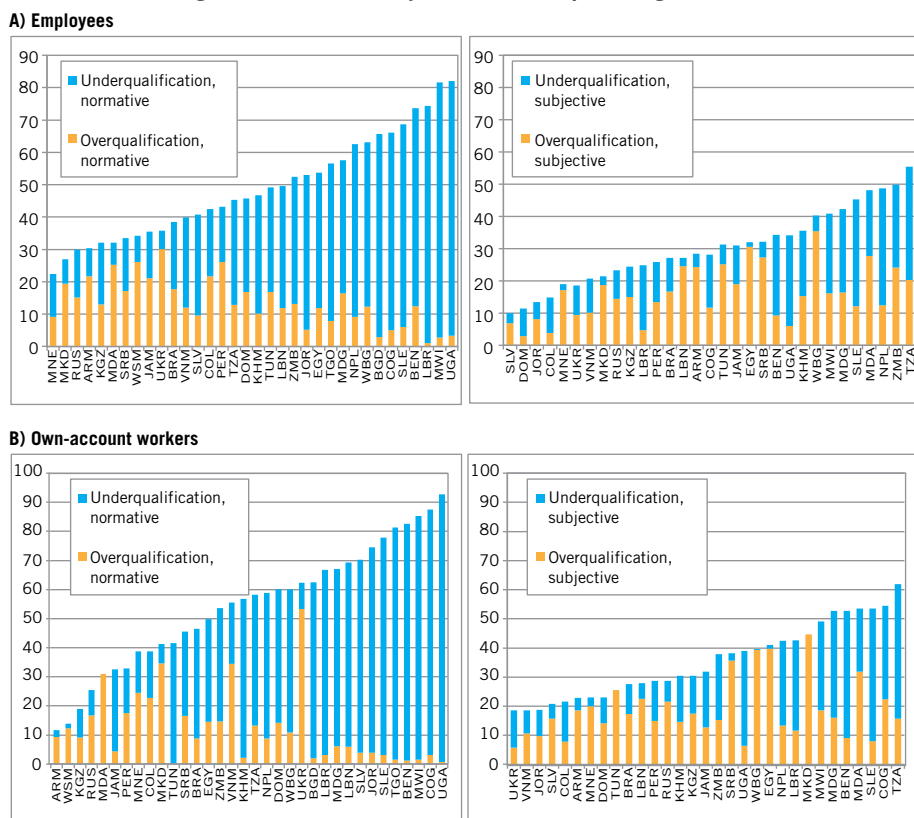 A) Employees
90
80
70
60
50
40
30
20
10
0
Underqualification,
normative
Overqualification,
normative
MNE MKD RUS ARM KGZ MDA SRB WSM JAM UKR BRA VNM SLV COL PER TZA DOM KHM TUN LBN ZMB JOR EGY TGO MDG NPL WBG BGD COG SLE BEN LBR MWI UGA
90
80
70
60
50
40
30
20
10
0
Underqualification,
subjective
Overqualification,
subjective
SLV DOM JOR COL MNE UKR VNM MKD RUS KGZ LBR PER BRA LBN ARM COG TUN JAM EGY SRB BEN UGA KHM WBG MWI MDG SLE MDA NPL ZMB TZA
B) Own-account workers
100
90
80
70
60
50
40
30
20
10
0
Underqualification,
normative
Overqualification,
normative
ARM WSM KGZ RUS MDA JAM PER MNE COL MKD TUN SRB BRA EGY ZMB VNM KHM TZA NPL DOM WBG UKR BGD LBR MDG LBN SLV JOR SLE TGO BEN MWI COG UGA
100
90
80
70
60
50
40
30
20
10
0
Underqualification,
subjective
Overqualification,
subjective
UKR VNM JOR SLV COL ARM MNE DOM TUN BRA LBN PER RUS KHM KGZ JAM ZMB SRB UGA WBG EGY NPL LBR MKD MWI MDG BEN MDA SLE COG TZA